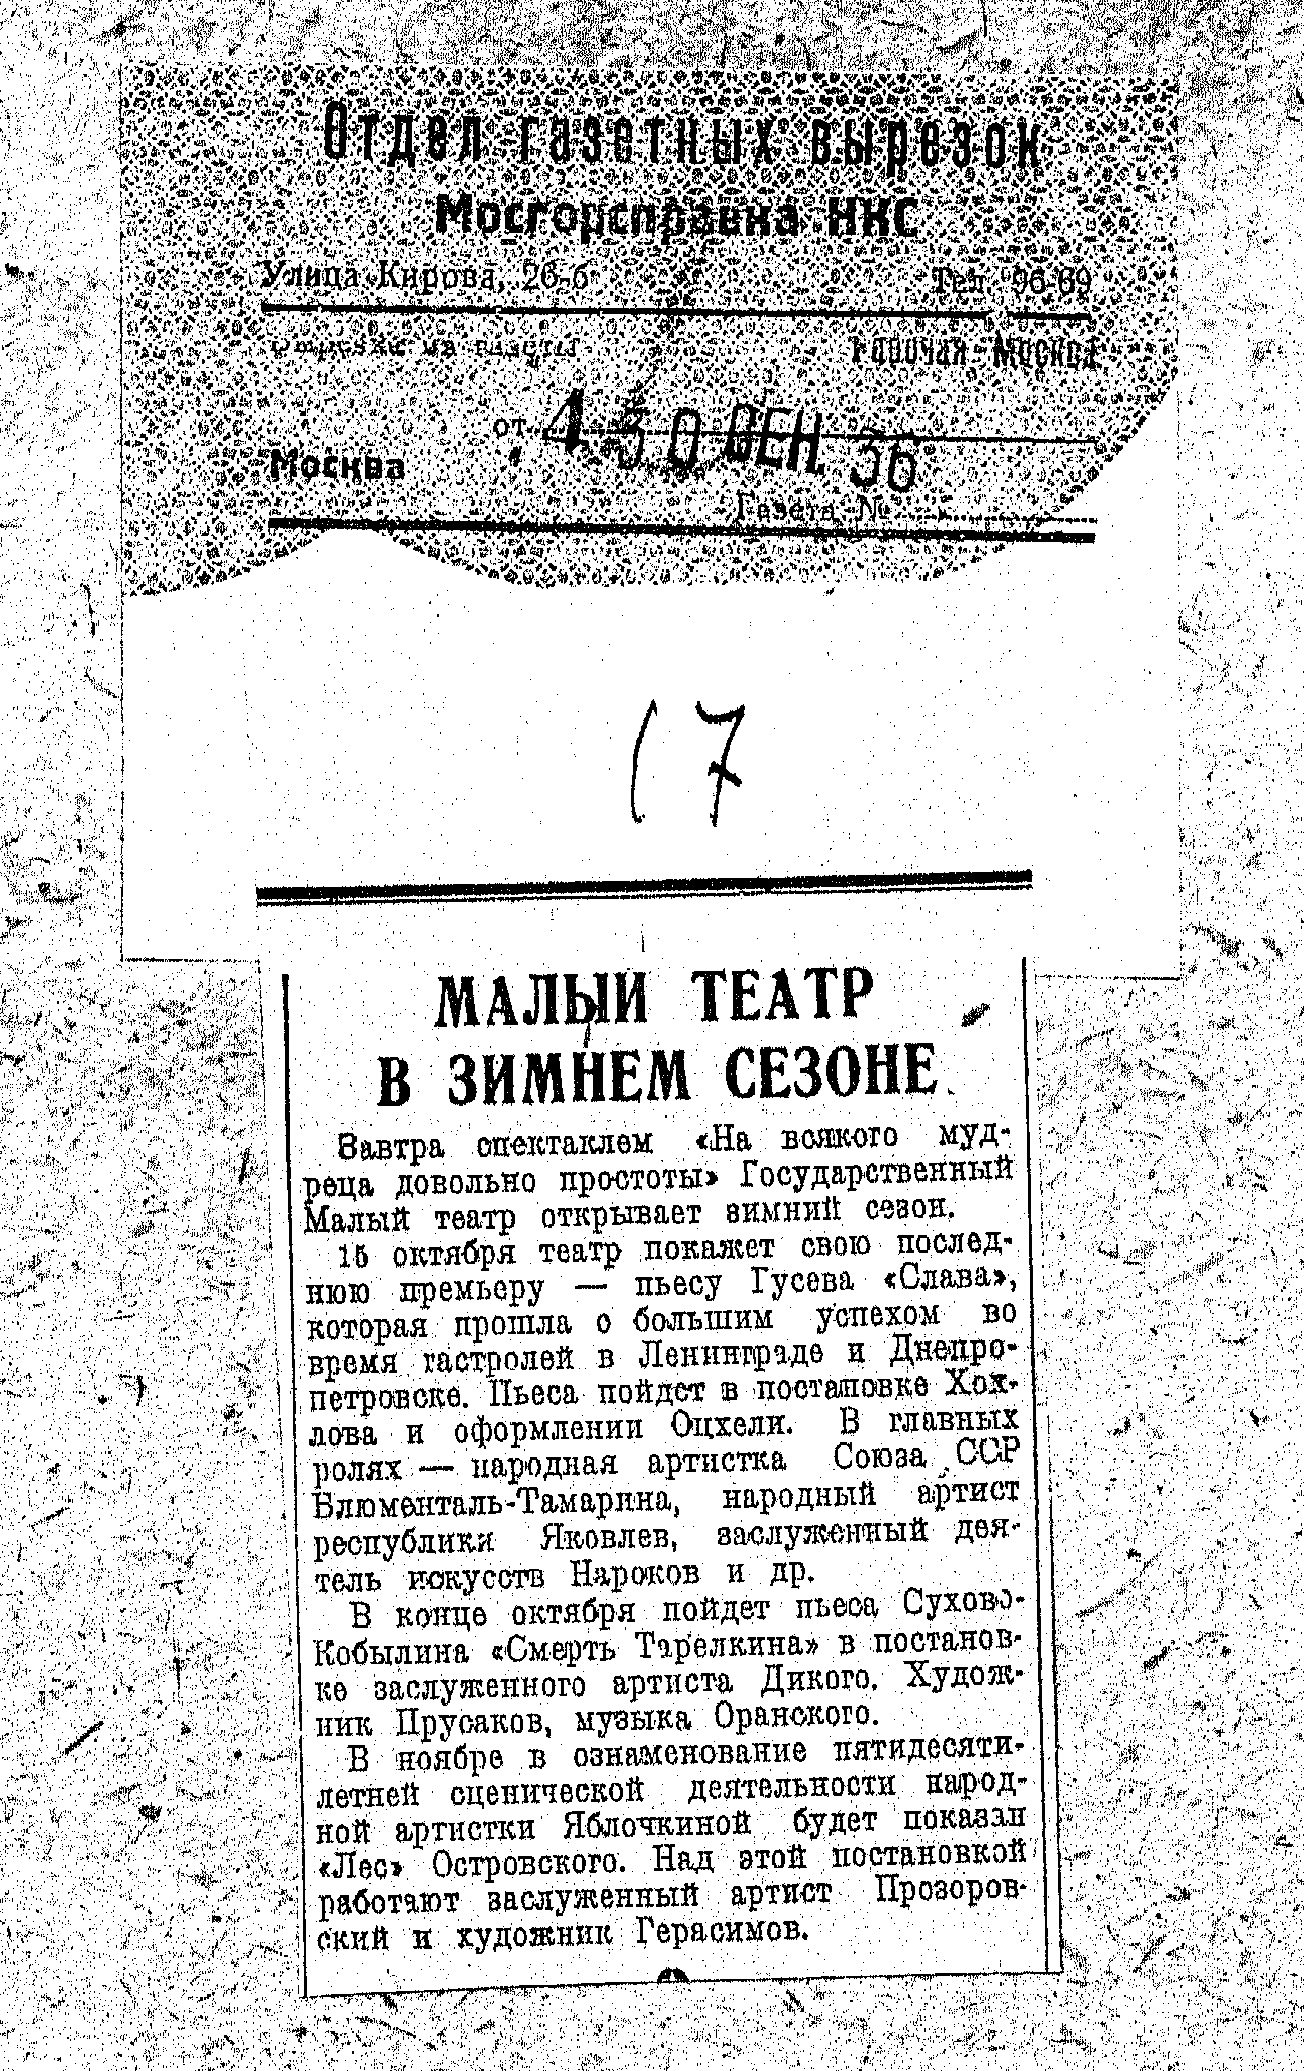 Отдел газетных вырезок
Мосгорсправка НКС
Улица Кирова, 26-б Тел. 96-69
Вырезка из газеты Рабочая Москва
от 30 СЕН. 36
Москва
Газета №
17
МАЛЫЙ ТЕАТР
В ЗИМНЕМ СЕЗОНЕ
Завтра спектаклем «На всякого муд-
реца довольно простоты» Государственный
Малый театр открывает зимний сезон.
15 октября театр покажет свою послед-
нюю премьеру — пьесу Гусева «Слава»,
которая прошла с большим успехом во
время гастролей в Ленинграде и Днепро-
петровске. Пьеса пойдет в постановке Хох-
лова и оформлении Оцхели. В главных
ролях — народная артистка Союза ССР
Блюменталь-Тамарина, народный артист
республики Яковлев, заслуженный дея-
тель искусств Нароков и др.
В конце октября пойдет пьеса Сухово-
Кобылина «Смерть Тарелкина» в постанов-
ке заслуженного артиста Дикого. Худож-
ник Прусаков, музыка Оранского.
В ноябре в ознаменование пятидесяти-
летней сценической деятельности народ-
ной артистки Яблочкиной будет показан
«Лес» Островского. Над этой постановкой
работают заслуженный артист Прозоров-
ский и художник Герасимов.